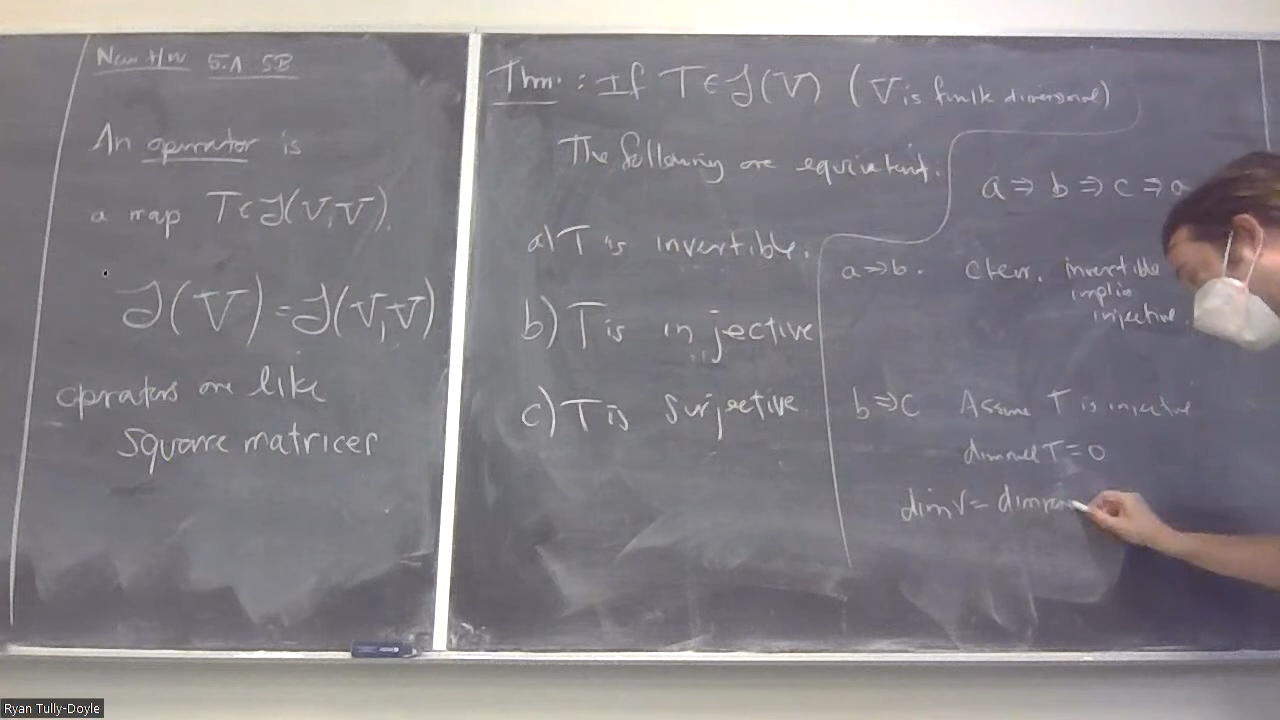 New HW 5.A 5B
An operator is
a map T∈L(V,V).
L(V)=L(V,V)
operators are like
square matrices
Thm. : If T∈L(V) (V is finite dimensional)
The following are equivalent.
a) T is invertible.
b) T is injective
c) T is surjective
a ⇒ b ⇒ c ⇒ a
a⇒b. Clear. invertible
implies
injective.
b⇒c Assume T is injective
dim null T = 0
dim V = dim ran
Ryan Tully-Doyle